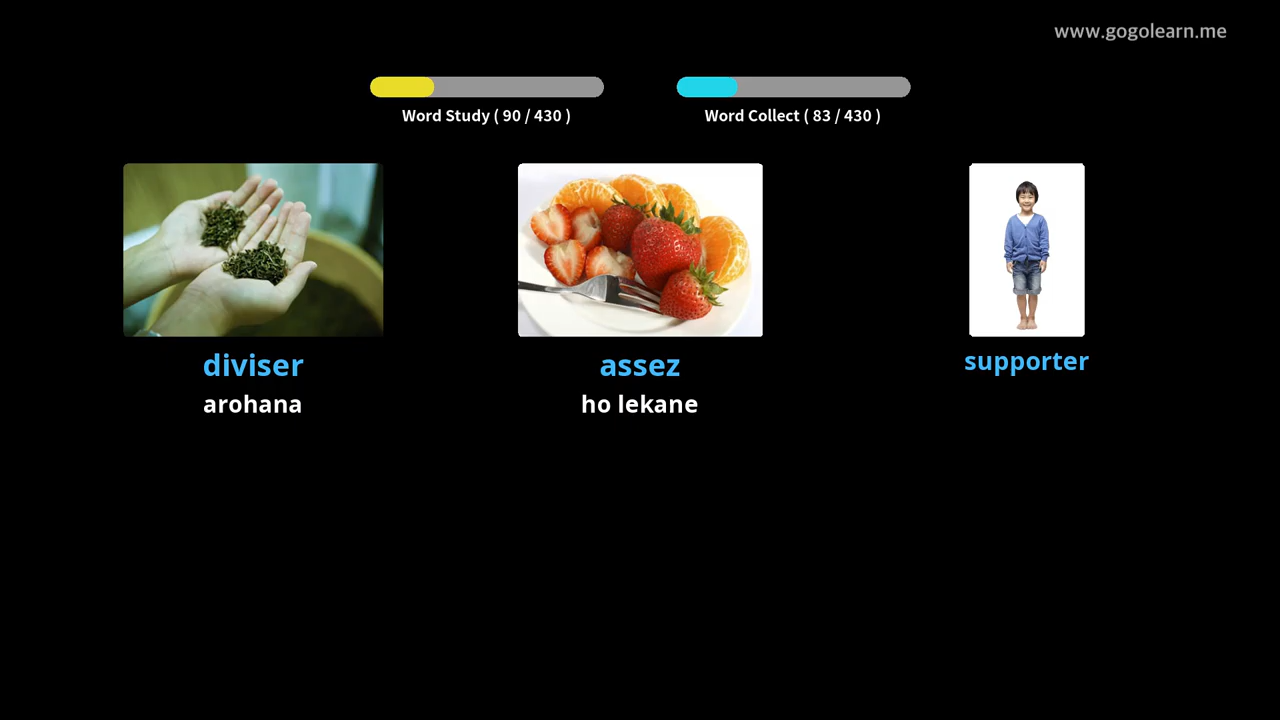 www.gogolearn.me
Word Study ( 90 / 430 )
Word Collect ( 83 / 430 )
diviser
arohana
assez
ho lekane
supporter